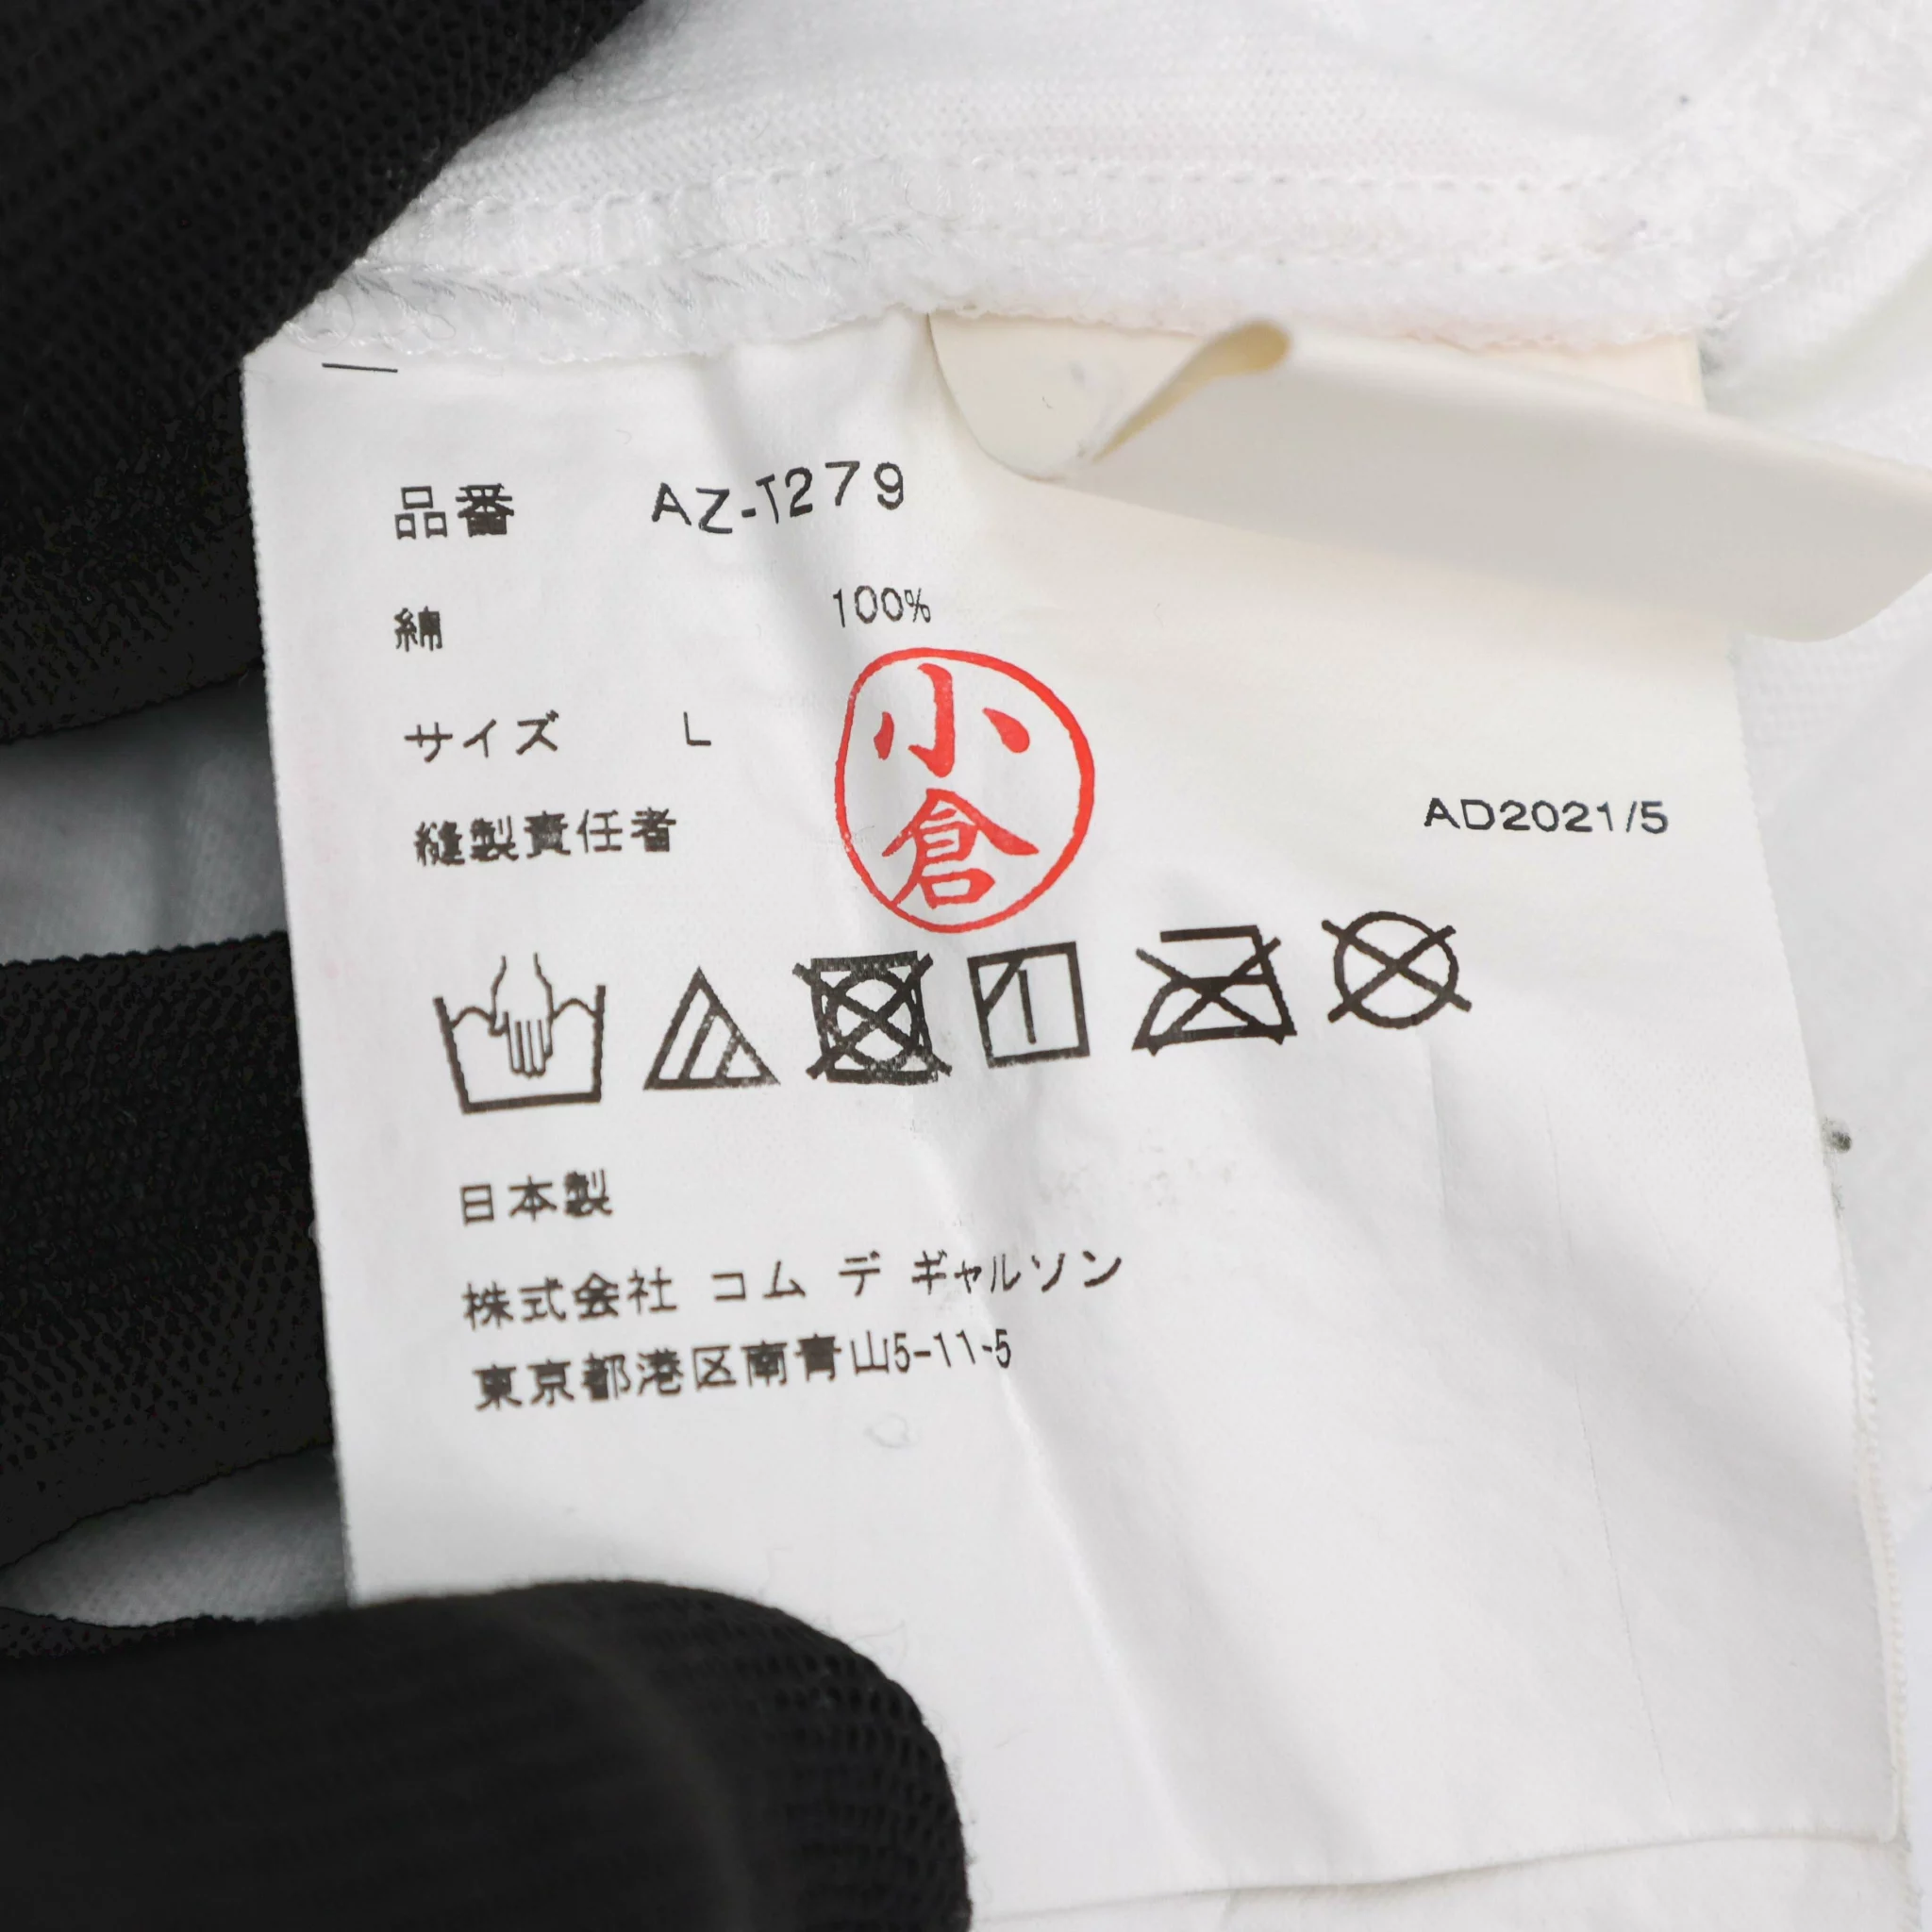 品番 AZ-T279
綿 100%
サイズ L
縫製責任者 小倉
AD2021/5
日本製
株式会社 コム デ ギャルソン
東京都港区南青山5-11-5